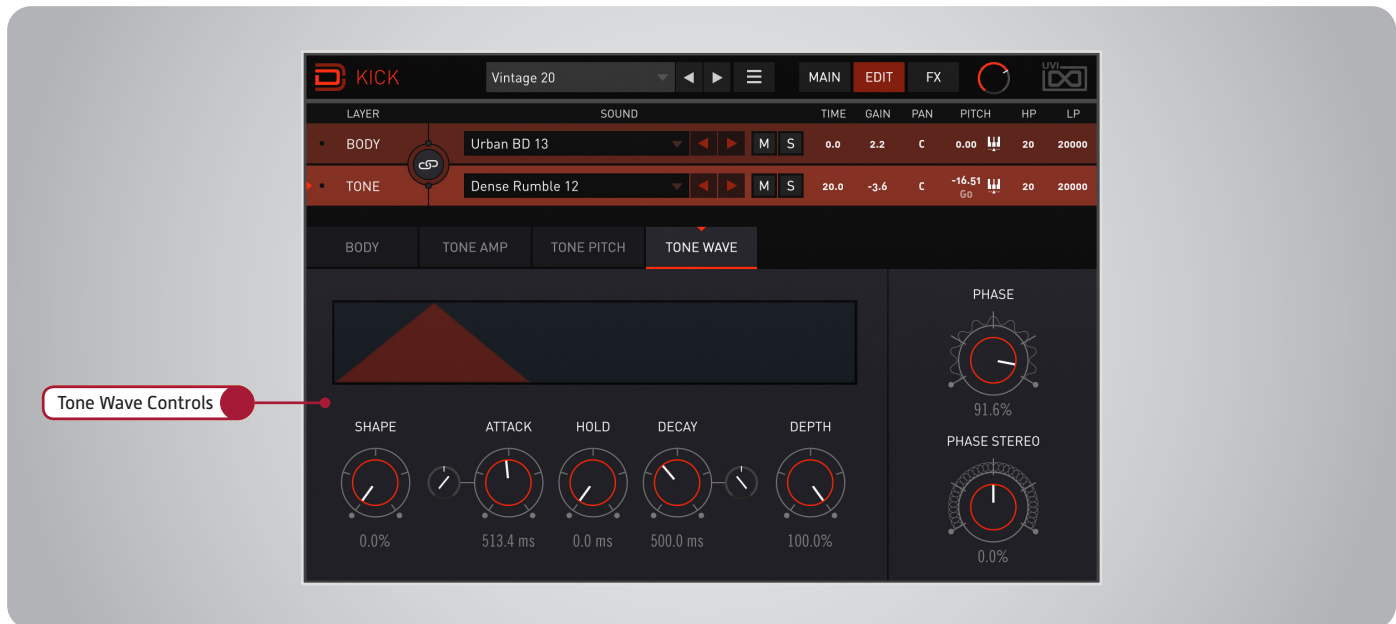 KICK Vintage 20 MAIN EDIT FX UVI
LAYER SOUND TIME GAIN PAN PITCH HP LP
BODY Urban BD 13 M S 0.0 2.2 C 0.00 20 20000
TONE Dense Rumble 12 M S 20.0 -3.6 C -16.51 20 20000
Go
BODY TONE AMP TONE PITCH TONE WAVE
PHASE
91.6%
Tone Wave Controls
SHAPE ATTACK HOLD DECAY DEPTH
PHASE STEREO
0.0% 513.4 ms 0.0 ms 500.0 ms 100.0%
0.0%